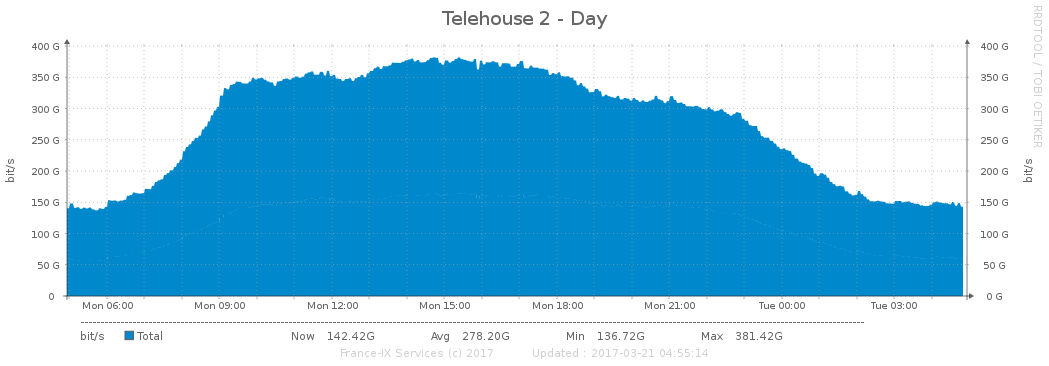 Telehouse 2 - Day
RRDTOOL / TOBI OETIKER
bit/s
bit/s
400 G
400 G
350 G
350 G
300 G
300 G
250 G
250 G
200 G
200 G
150 G
150 G
100 G
100 G
50 G
50 G
0
0 G
Mon 06:00 Mon 09:00 Mon 12:00 Mon 15:00 Mon 18:00 Mon 21:00 Tue 00:00 Tue 03:00
bit/s Total Now 142.42G Avg 278.20G Min 136.72G Max 381.42G
France-IX Services (c) 2017 Updated : 2017-03-21 04:55:14